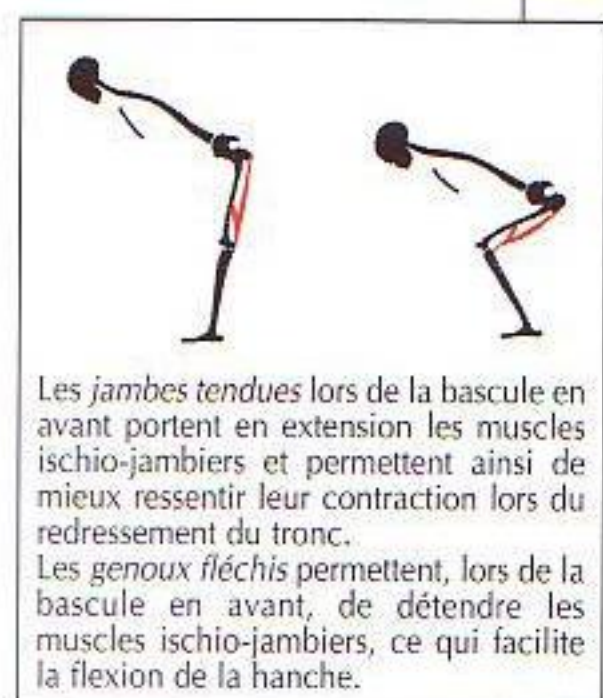 Les jambes tendues lors de la bascule en
avant portent en extension les muscles
ischio-jambiers et permettent ainsi de
mieux ressentir leur contraction lors du
redressement du tronc.
Les genoux fléchis permettent, lors de la
bascule en avant, de détendre les
muscles ischio-jambiers, ce qui facilite
la flexion de la hanche.